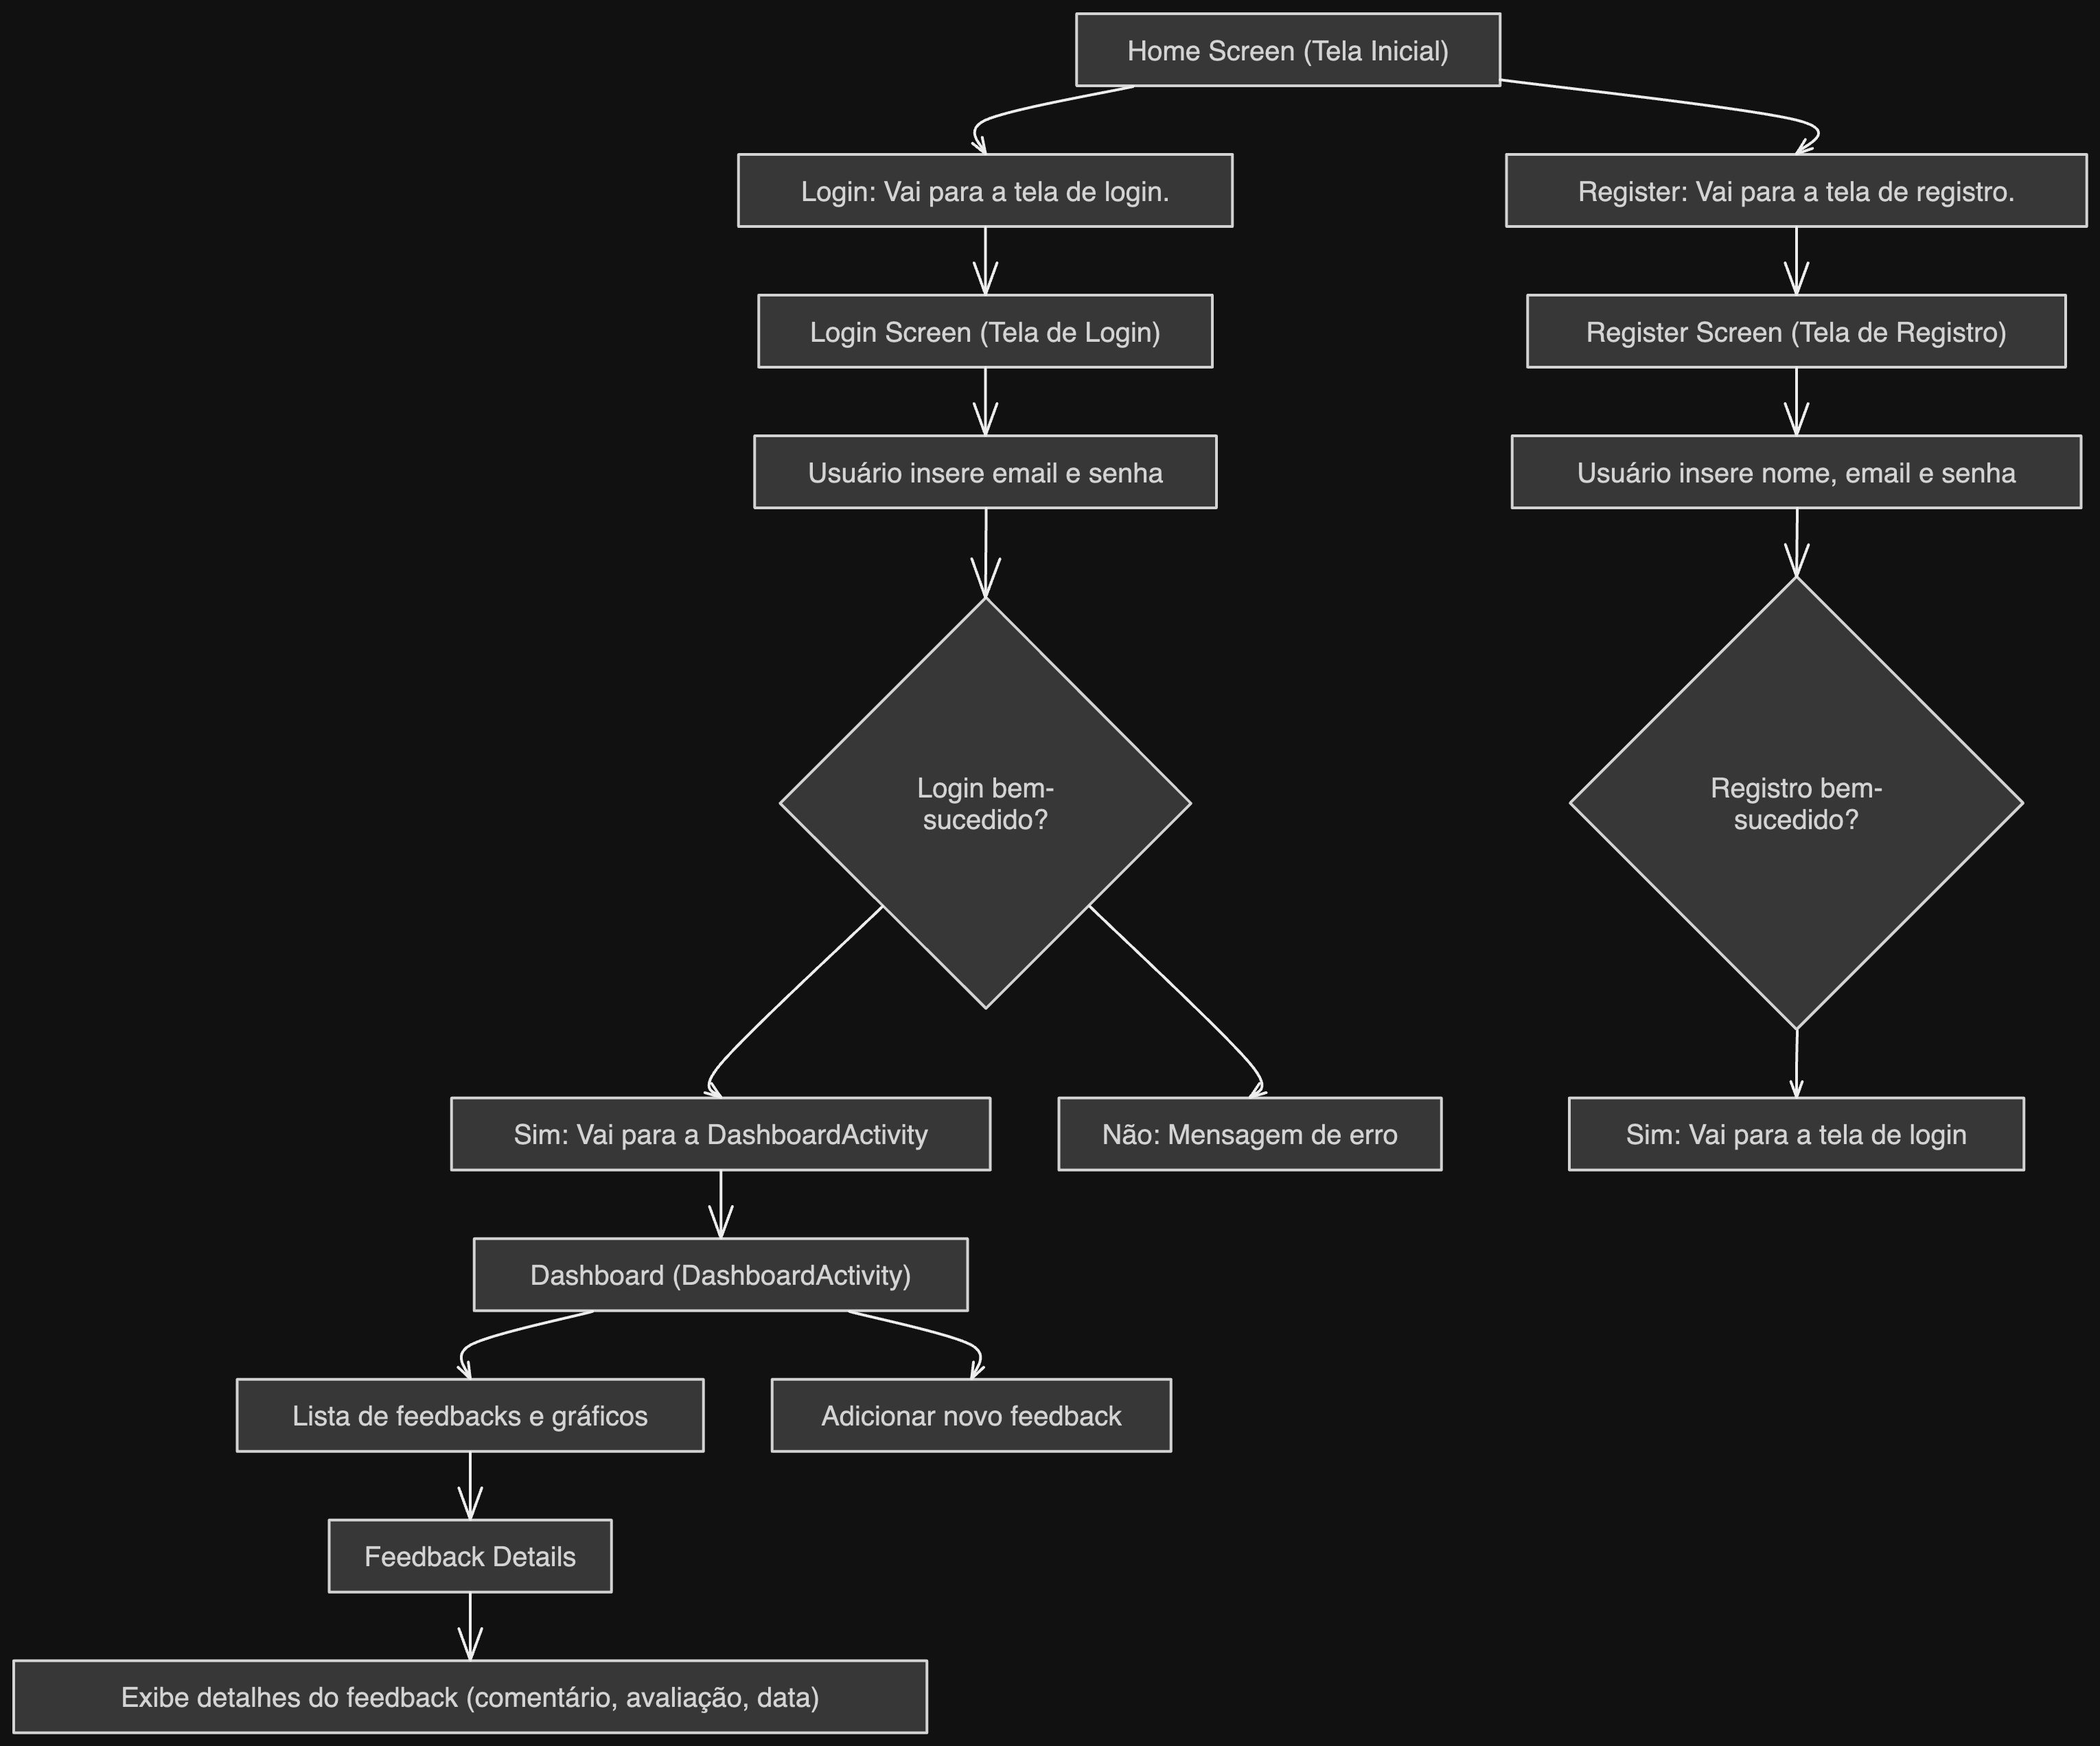 Home Screen (Tela Inicial)
Login: Vai para a tela de login.
Register: Vai para a tela de registro.
Login Screen (Tela de Login)
Register Screen (Tela de Registro)
Usuário insere email e senha
Usuário insere nome, email e senha
Login bem-
sucedido?
Registro bem-
sucedido?
Sim: Vai para a DashboardActivity
Não: Mensagem de erro
Sim: Vai para a tela de login
Dashboard (DashboardActivity)
Lista de feedbacks e gráficos
Adicionar novo feedback
Feedback Details
Exibe detalhes do feedback (comentário, avaliação, data)